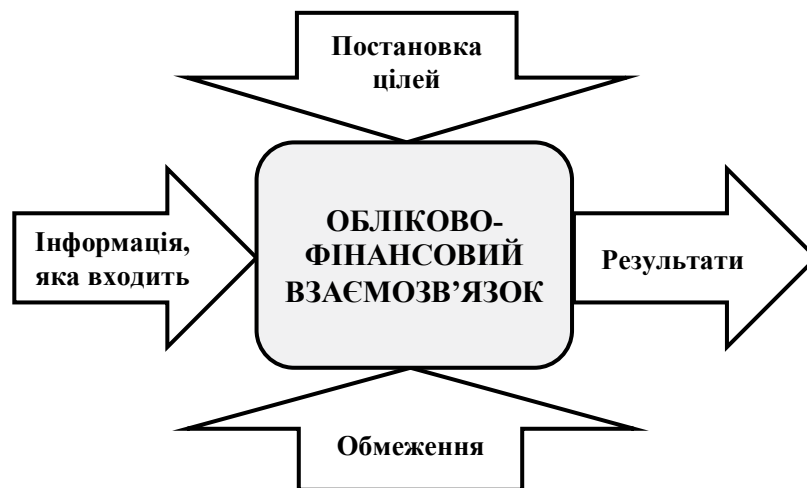 Постановка
цілей
Інформація,
яка входить
ОБЛІКОВО-
ФІНАНСОВИЙ
ВЗАЄМОЗВ’ЯЗОК
Результати
Обмеження